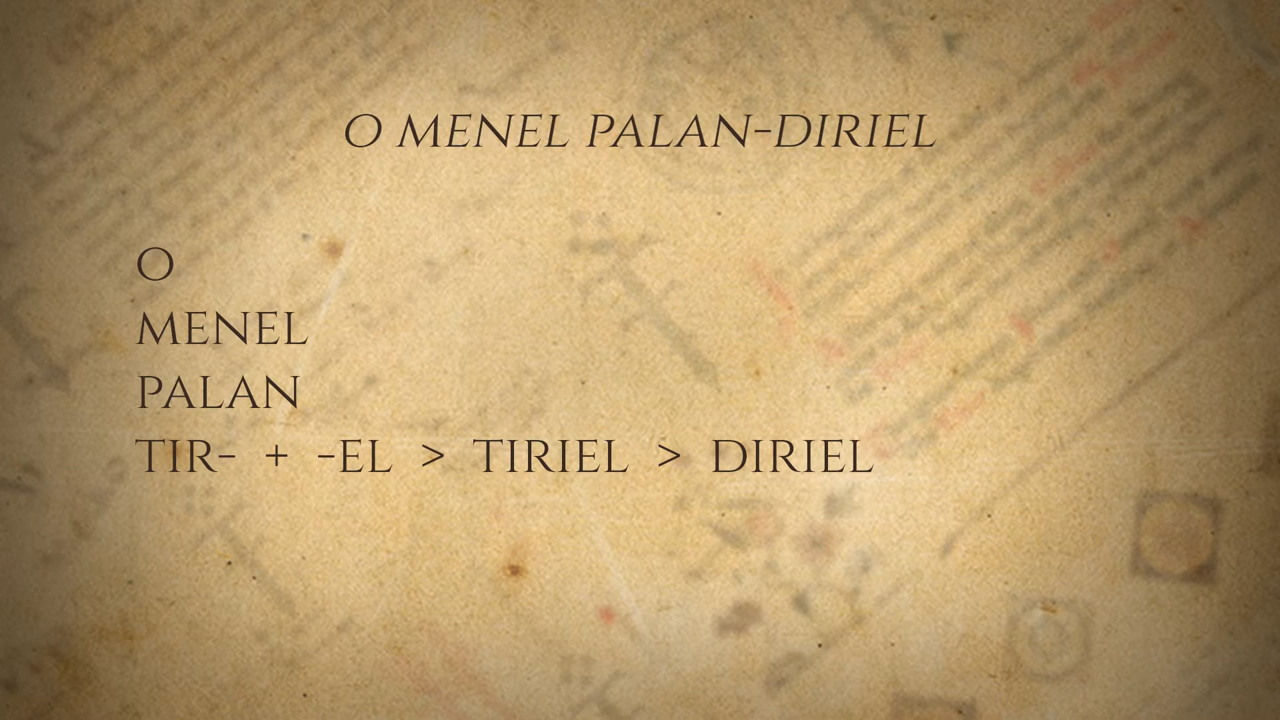 O MENEL PALAN-DIRIEL
O
MENEL
PALAN
TIR- + -EL > TIRIEL > DIRIEL